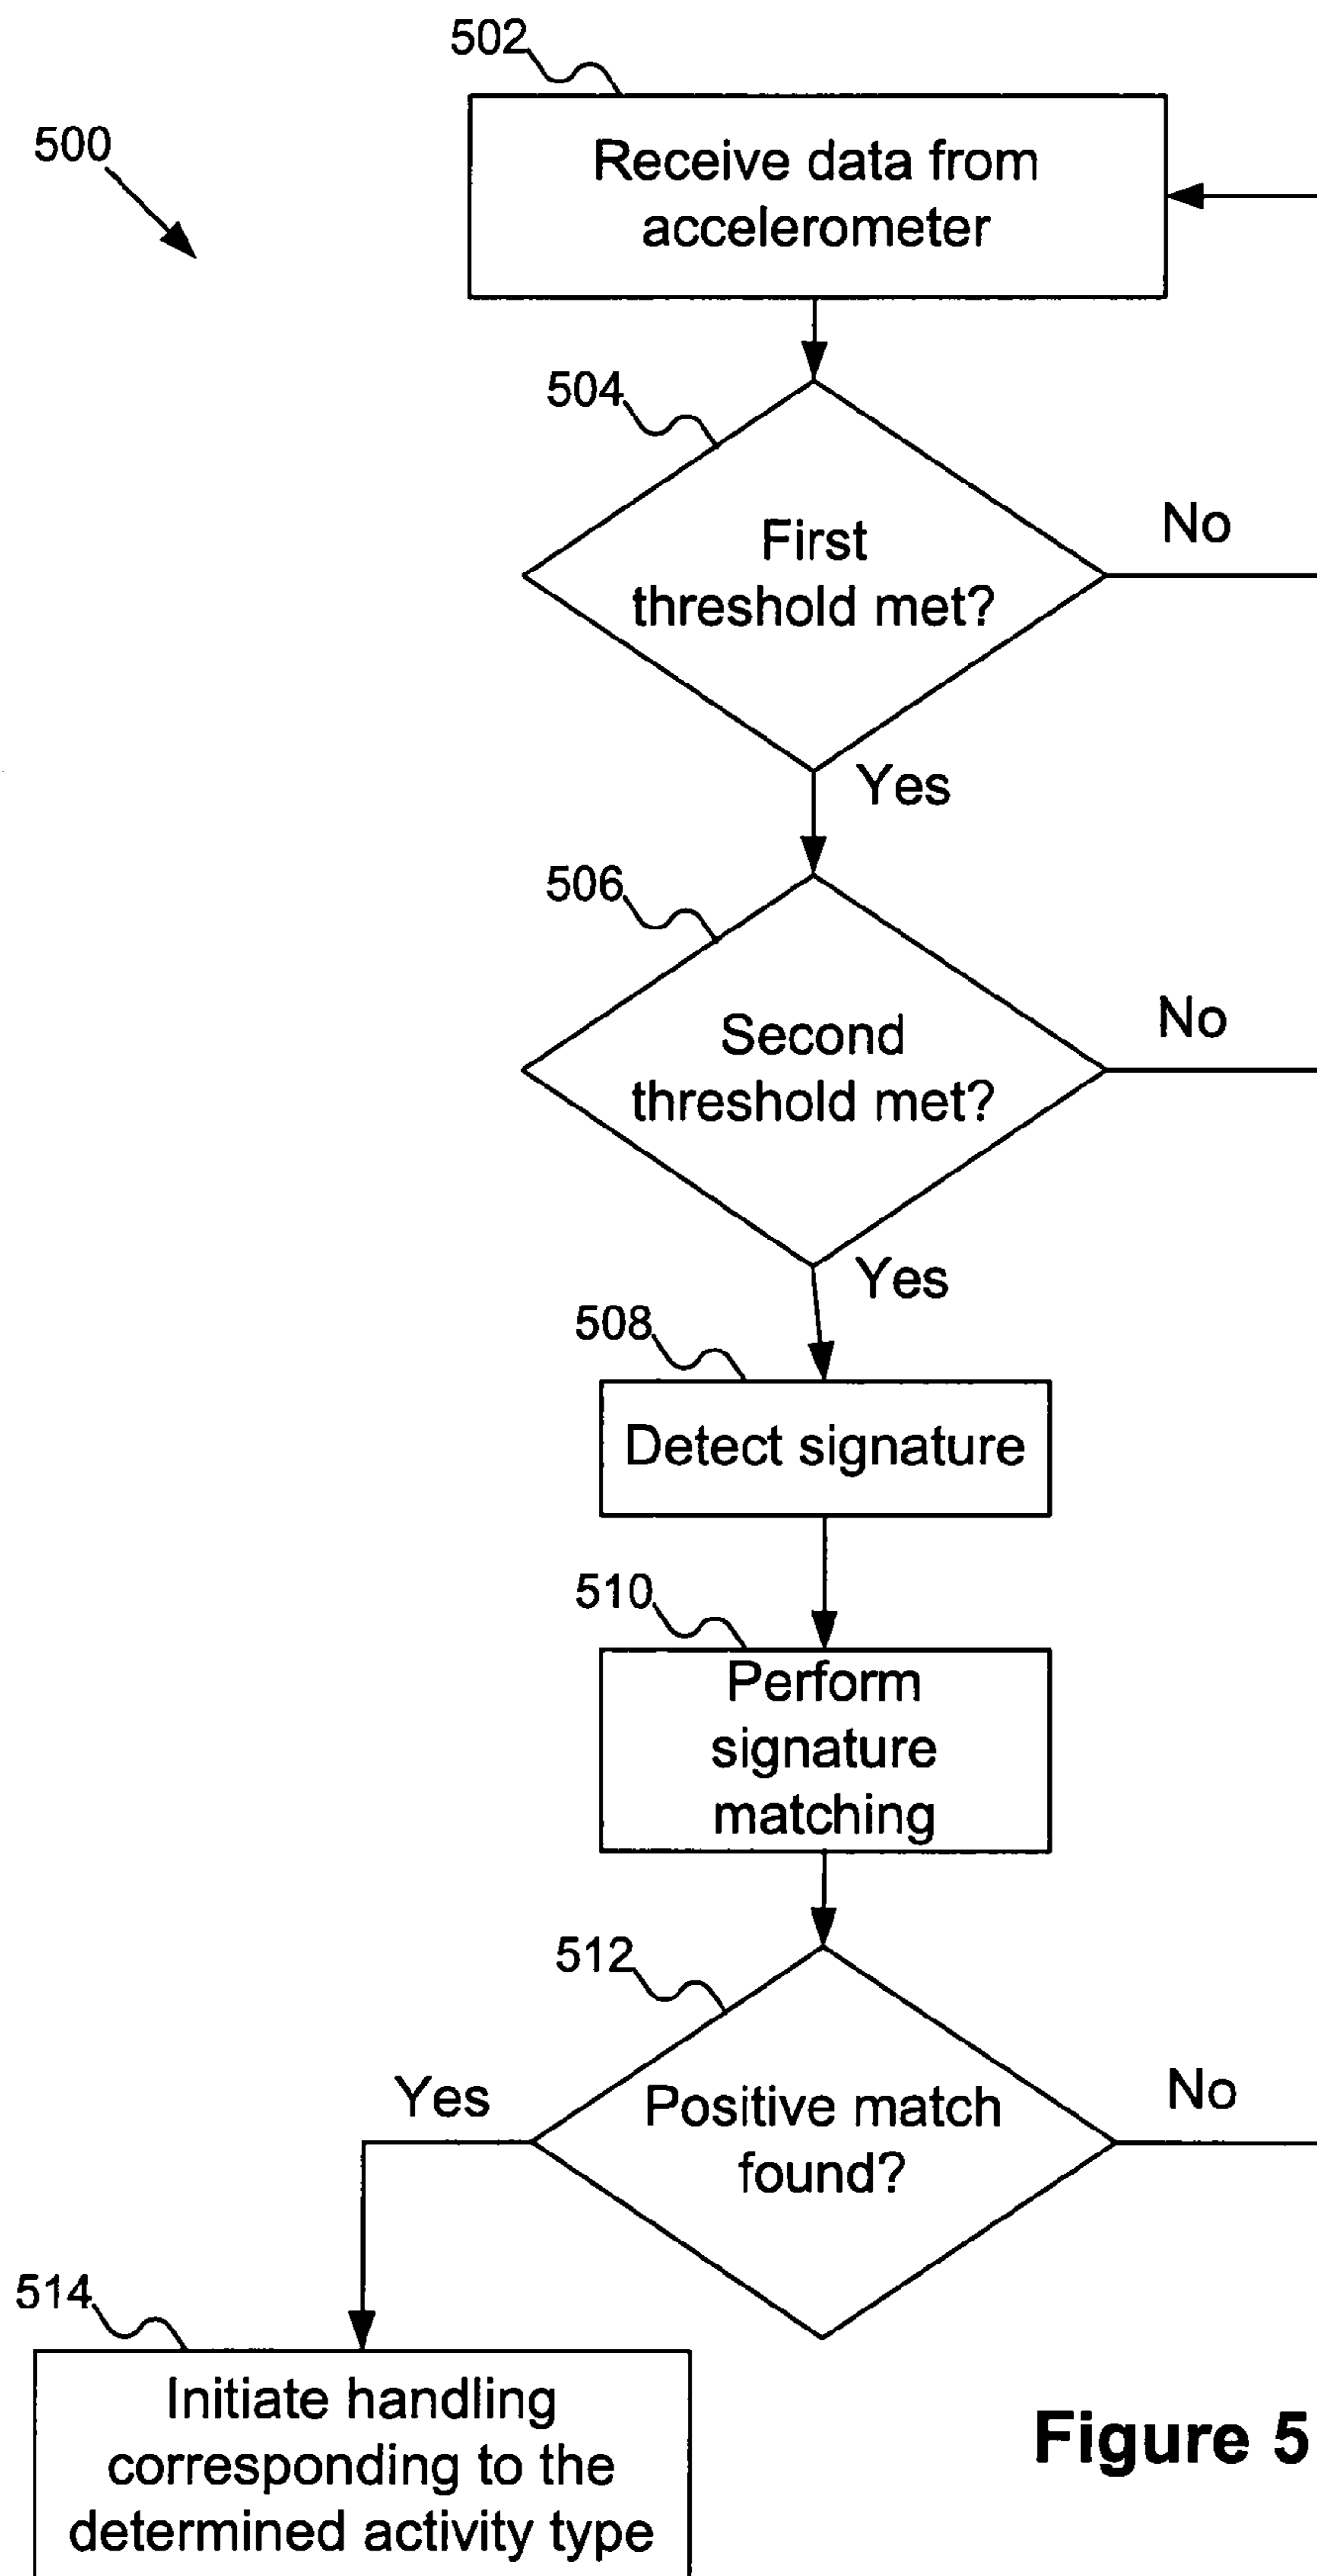 502
500
Receive data from
accelerometer
504
First
threshold met?
No
Yes
506
Second
threshold met?
No
Yes
508
Detect signature
510
Perform
signature
matching
512
Positive match
found?
Yes
No
514
Initiate handling
corresponding to the
determined activity type
Figure 5